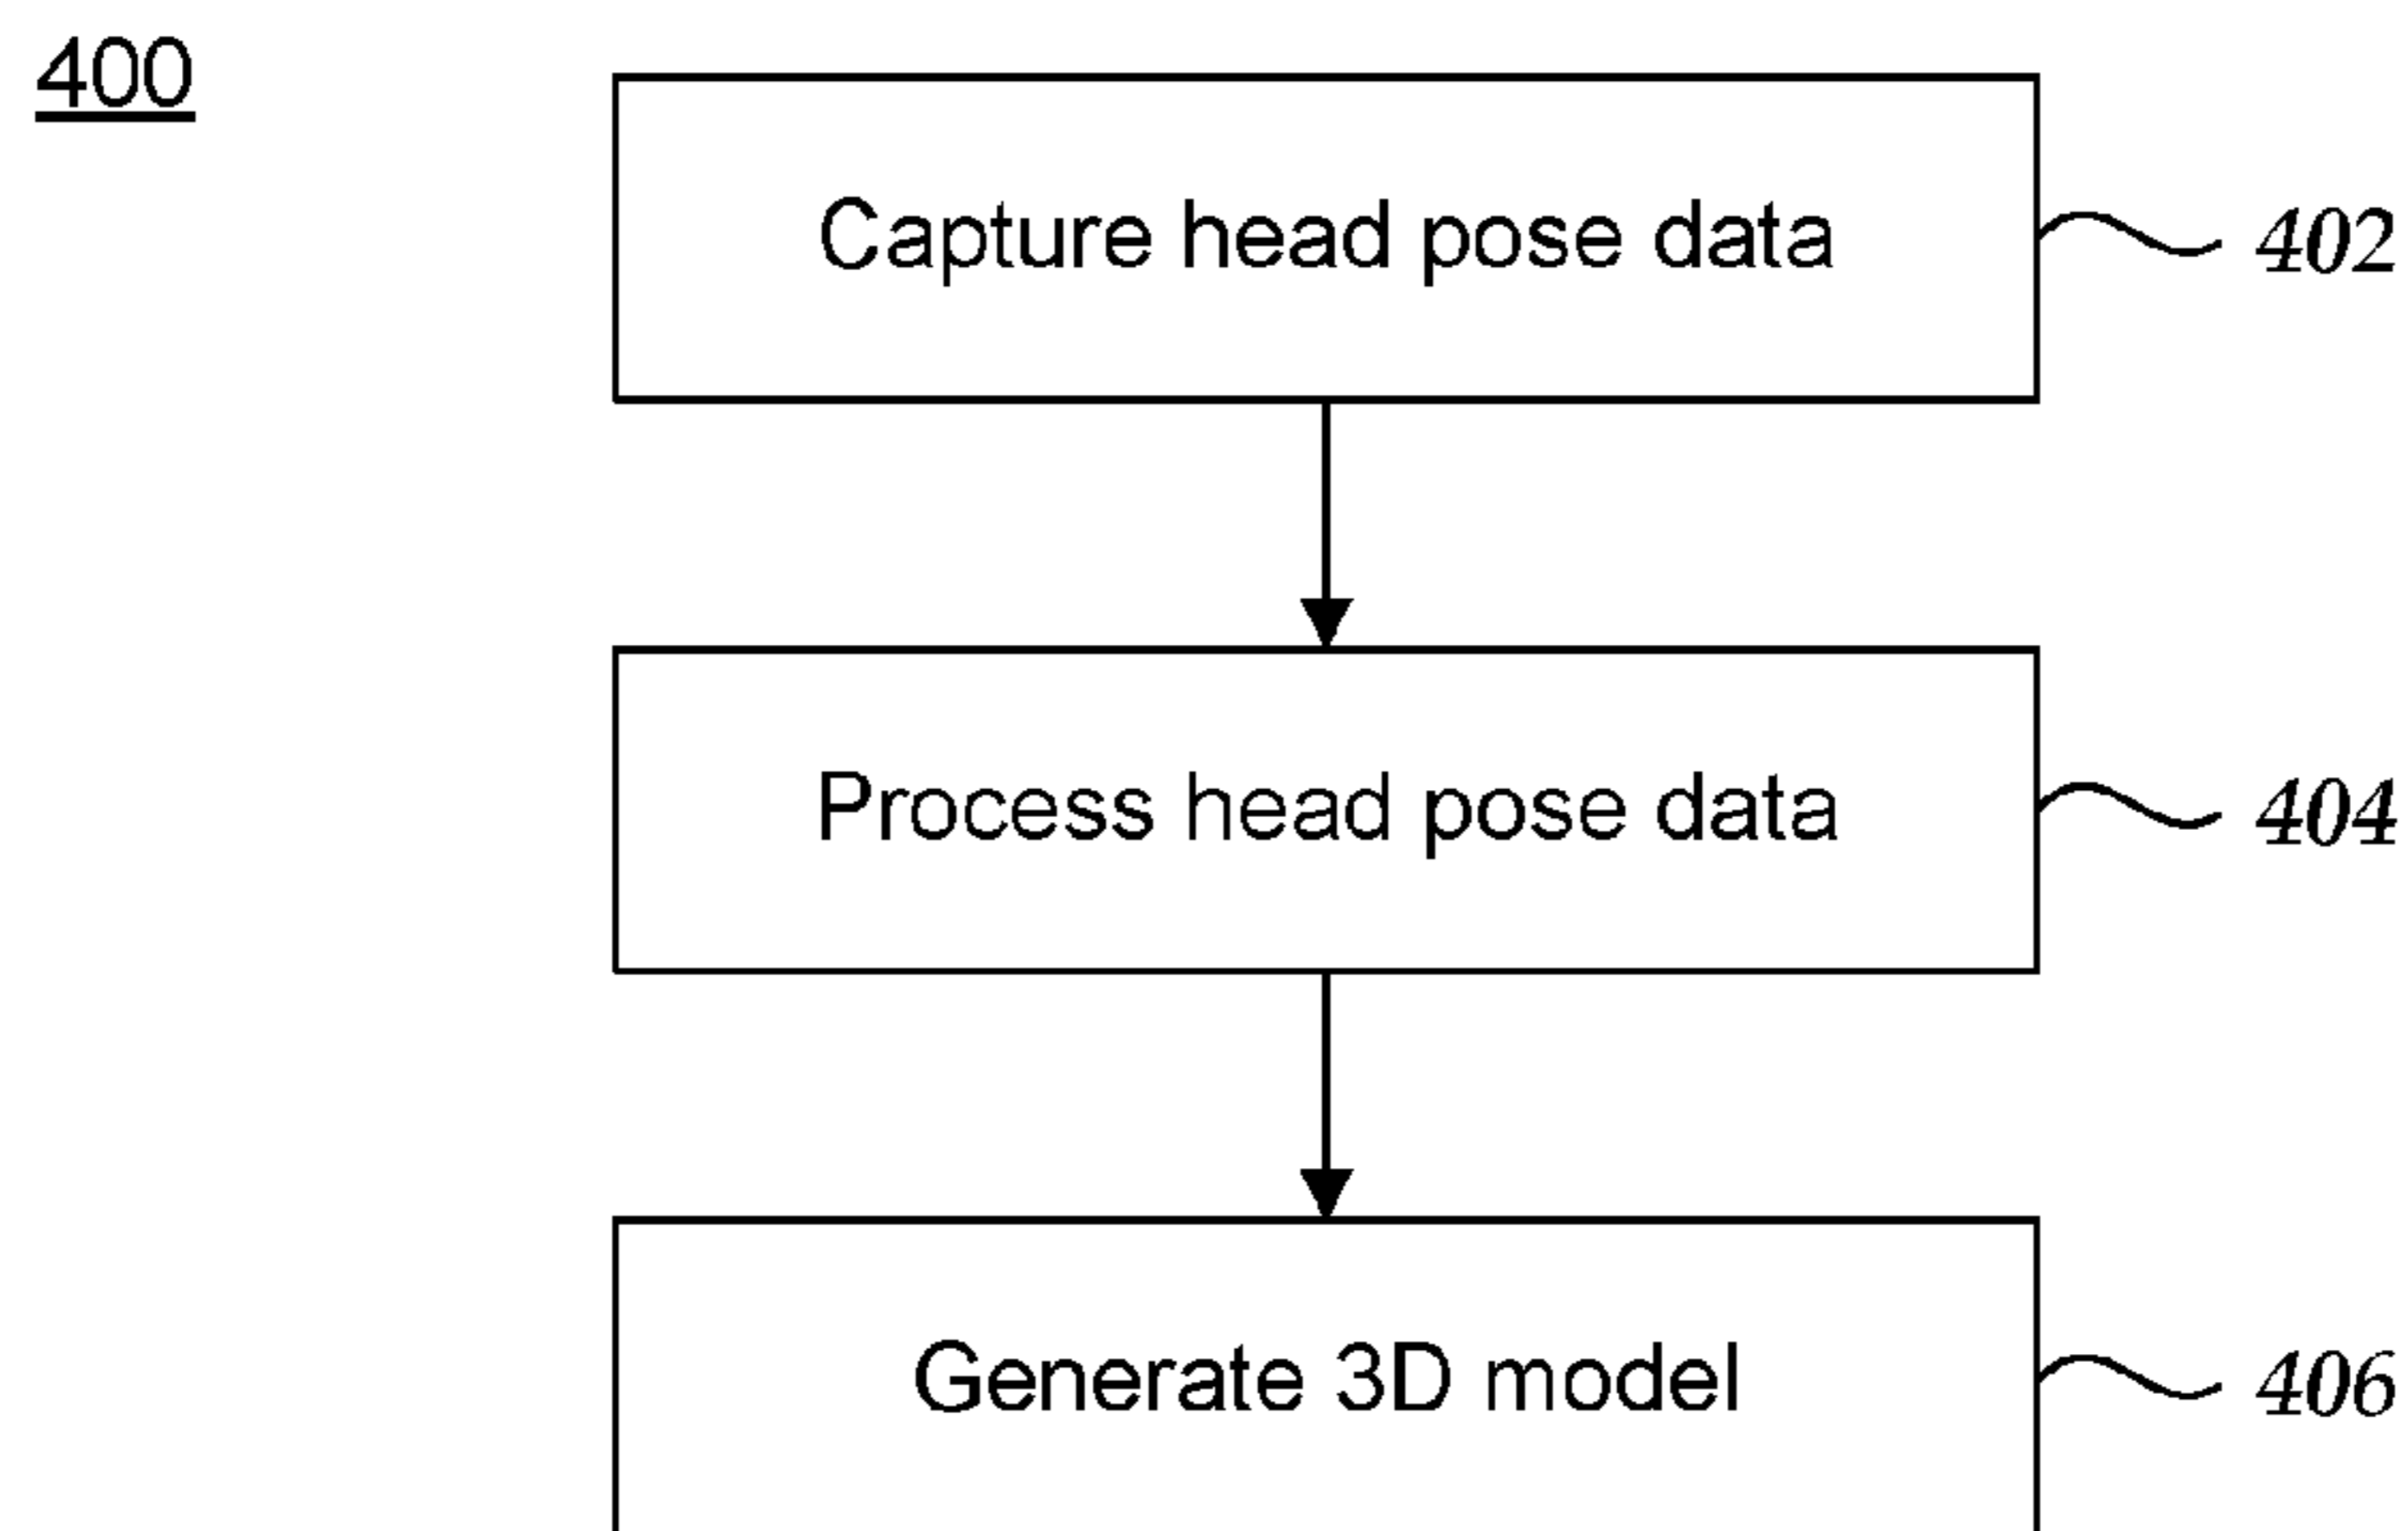 400
Capture head pose data
402
Process head pose data
404
Generate 3D model
406